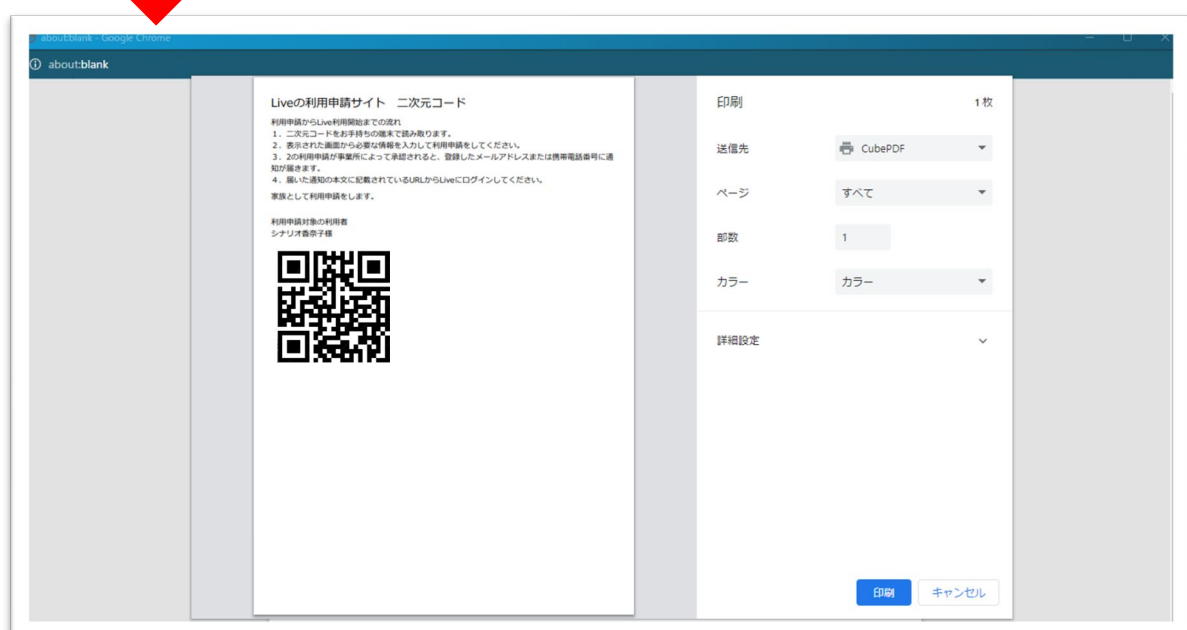 about:blank - Google Chrome
about:blank
Liveの利用申請サイト　二次元コード
利用申請からLive利用開始までの流れ
1．二次元コードをお手持ちの端末で読み取ります。
2．表示された画面から必要な情報を入力して利用申請をしてください。
3．2の利用申請が事業所によって承認されると、登録したメールアドレスまたは携帯電話番号に通
知が届きます。
4．届いた通知の本文に記載されているURLからLiveにログインしてください。
家族として利用申請をします。
利用申請対象の利用者
シナリオ香奈子様
印刷
1 枚
送信先
CubePDF
ページ
すべて
部数
1
カラー
カラー
詳細設定
印刷
キャンセル